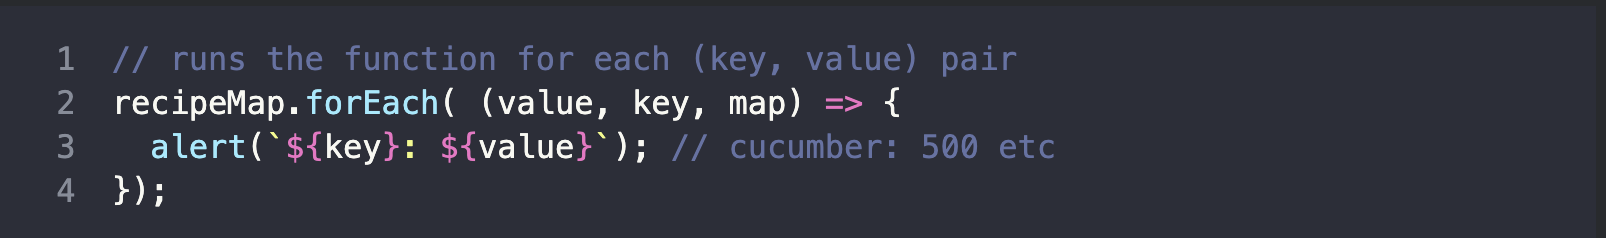 1 // runs the function for each (key, value) pair
2 recipeMap.forEach( (value, key, map) => {
3   alert(`${key}: ${value}`); // cucumber: 500 etc
4 });